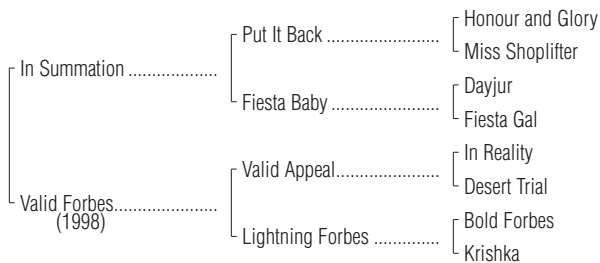 Honour and Glory
Put It Back ......................
Miss Shoplifter
In Summation .................
Dayjur
Fiesta Baby .....................
Fiesta Gal
In Reality
Valid Appeal.....................
Desert Trial
Valid Forbes....................
(1998)
Bold Forbes
Lightning Forbes .............
Krishka